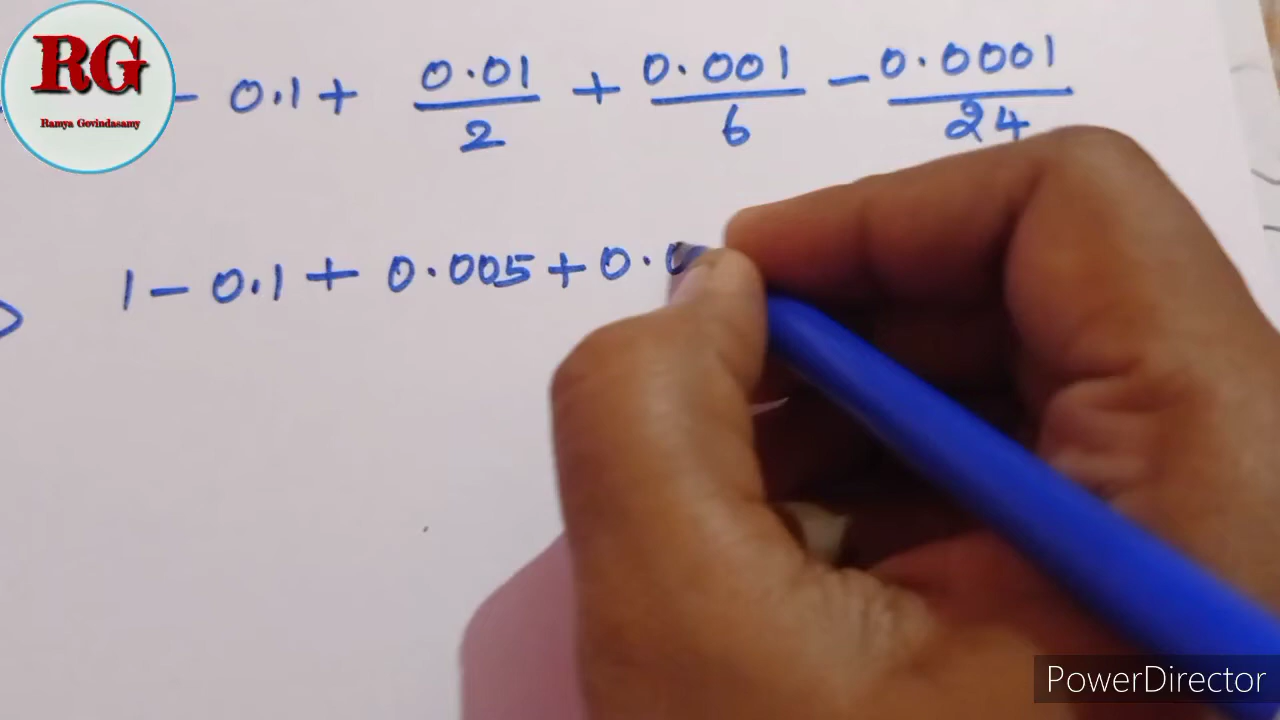 RG
Ramya Govindasamy
- 0.1 + 0.01/2 + 0.001/6 - 0.0001/24
1 - 0.1 + 0.005 + 0.0
PowerDirector